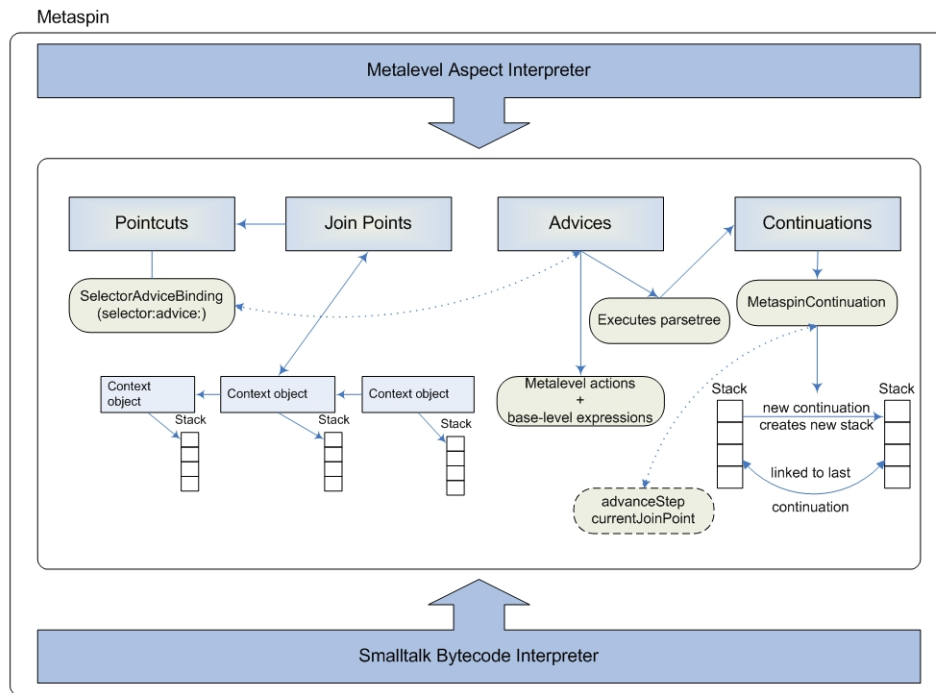 Metaspin
Metalevel Aspect Interpreter
Pointcuts
Join Points
Advices
Continuations
SelectorAdviceBinding
(selector:advice:)
Executes parsetree
MetaspinContinuation
Context
object
Context object
Context object
Metalevel actions
+
base-level expressions
Stack
Stack
Stack
Stack
Stack
new continuation
creates new stack
linked to last
continuation
advanceStep
currentJoinPoint
Smalltalk Bytecode Interpreter